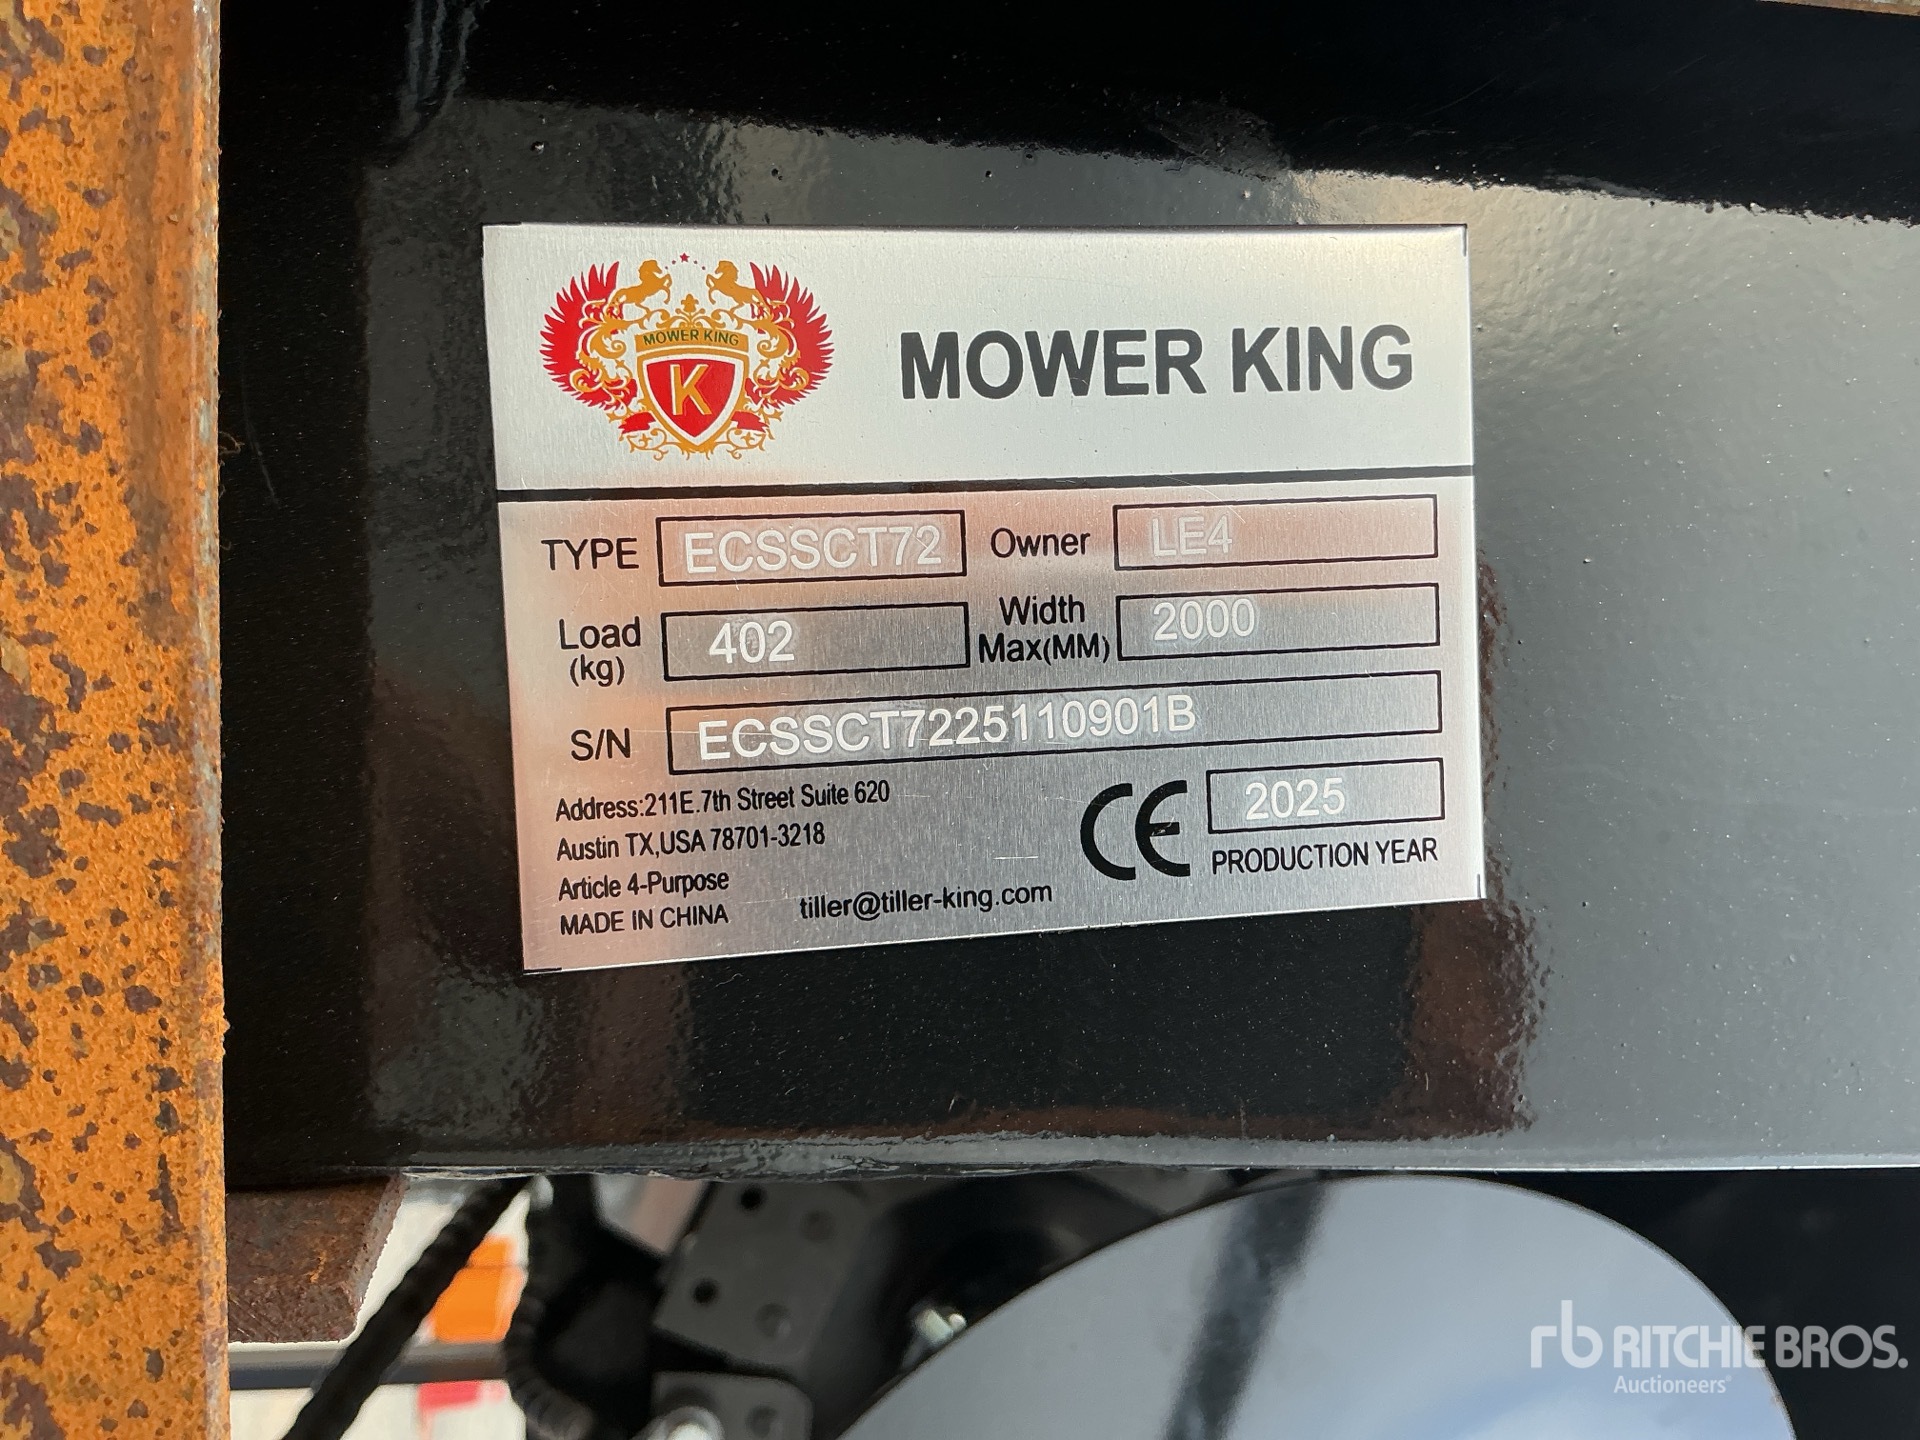 MOWER KING
K
MOWER KING
TYPE ECSSCT72 Owner LE4
Load (kg) 402 Width Max(MM) 2000
S/N ECSSCT7225110901B
Address:211E.7th Street Suite 620
Austin TX,USA 78701-3218
Article 4-Purpose
MADE IN CHINA
tiller@tiller-king.com
CE 2025
PRODUCTION YEAR
rb RITCHIE BROS.
Auctioneers